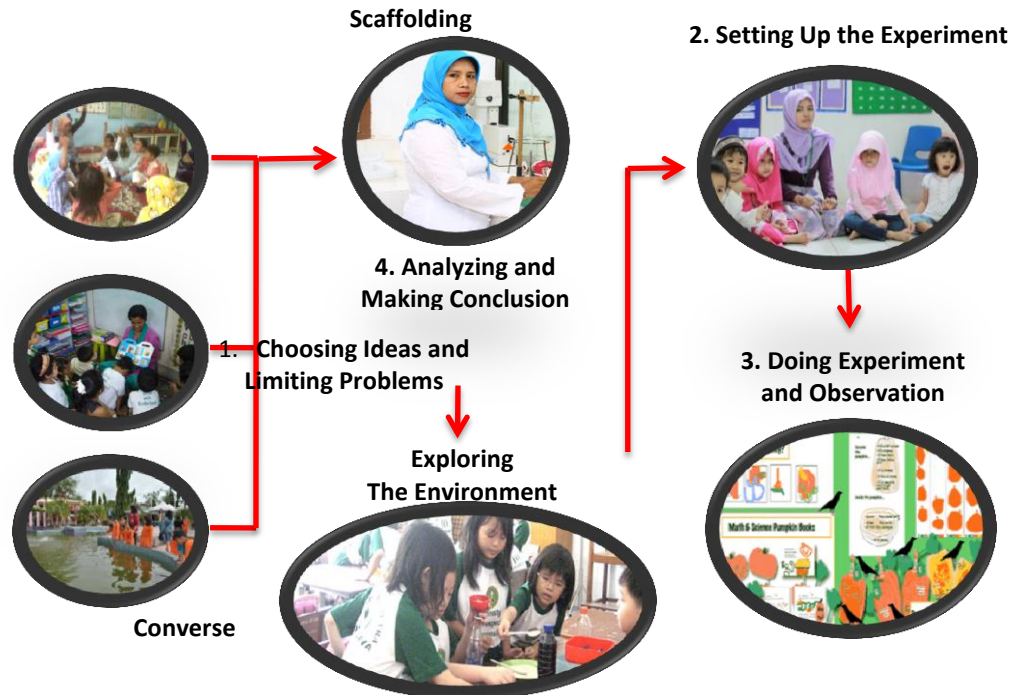 Scaffolding
2. Setting Up the Experiment
4. Analyzing and
Making Conclusion
1. Choosing Ideas and
Limiting Problems
3. Doing Experiment
and Observation
Exploring
The Environment
Math & Science Pumpkin Books
Converse